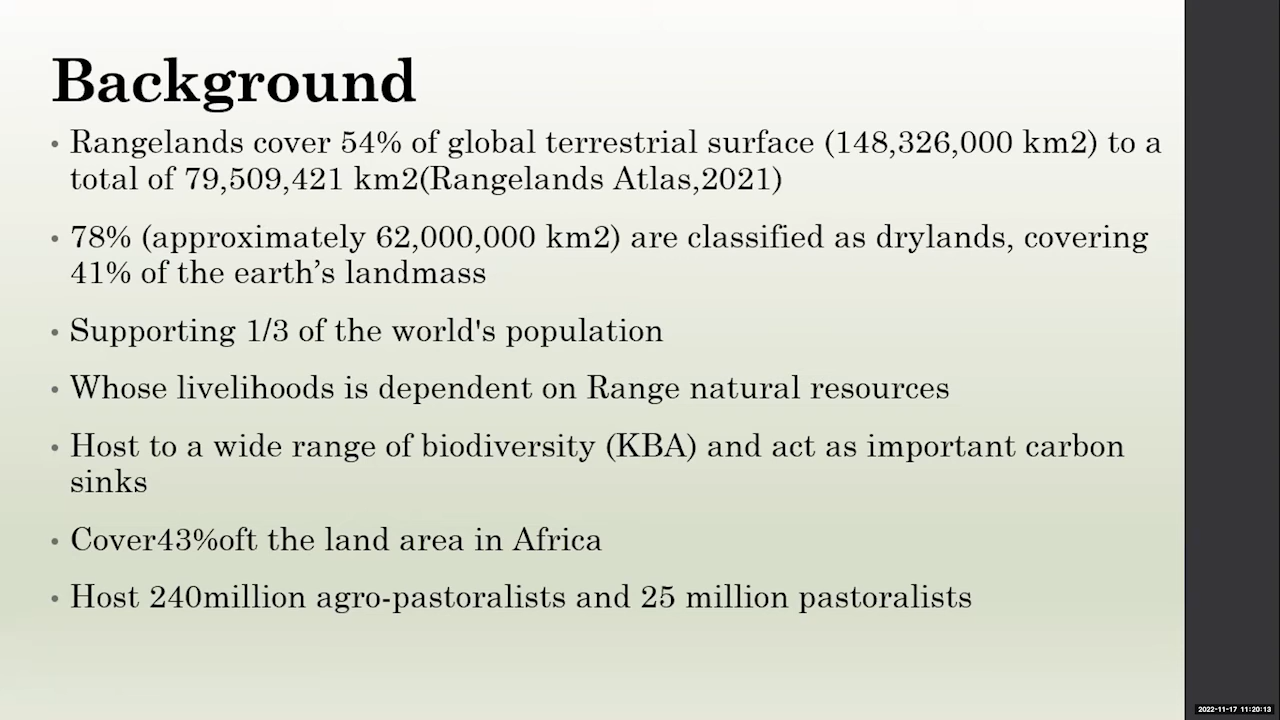 Background
• Rangelands cover 54% of global terrestrial surface (148,326,000 km2) to a
total of 79,509,421 km2(Rangelands Atlas,2021)
• 78% (approximately 62,000,000 km2) are classified as drylands, covering
41% of the earth’s landmass
• Supporting 1/3 of the world's population
• Whose livelihoods is dependent on Range natural resources
• Host to a wide range of biodiversity (KBA) and act as important carbon
sinks
• Cover43%oft the land area in Africa
• Host 240million agro-pastoralists and 25 million pastoralists
2022-11-17 11:20:13